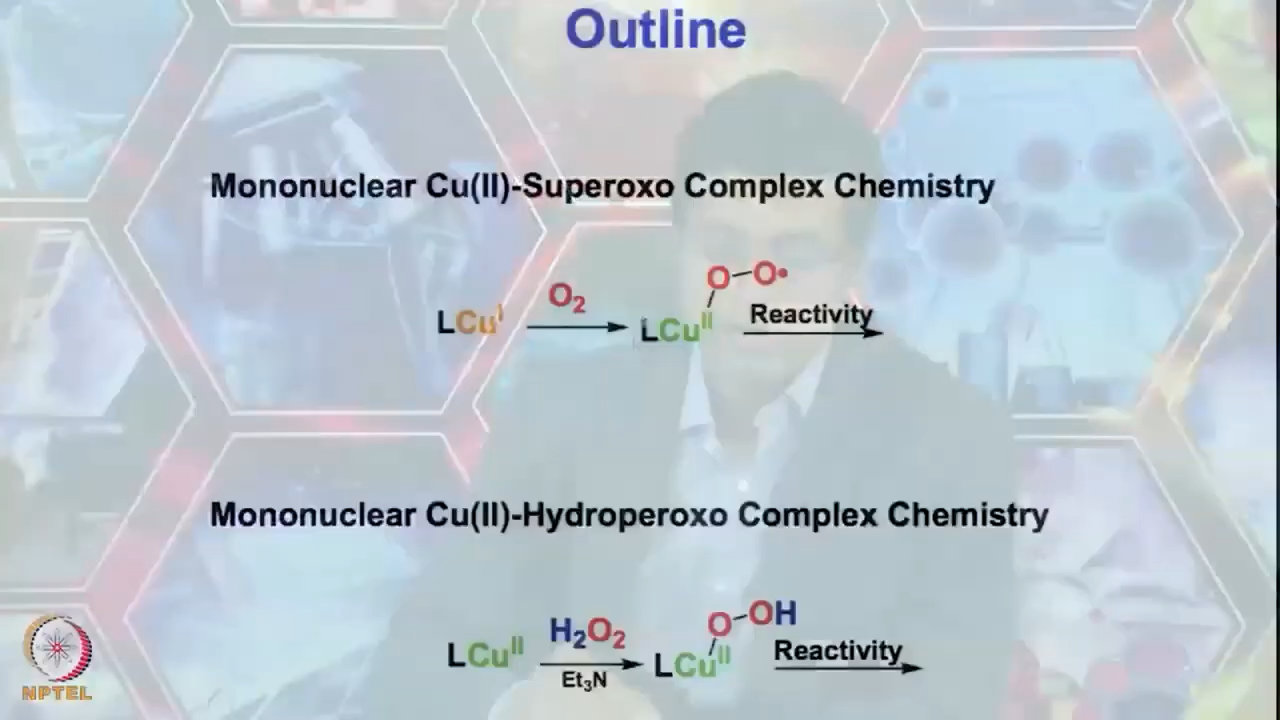 Outline
Mononuclear Cu(II)-Superoxo Complex Chemistry
LCuᴵ O₂ LCuᴵᴵ O–O• Reactivity
Mononuclear Cu(II)-Hydroperoxo Complex Chemistry
LCuᴵᴵ H₂O₂ Et₃N LCuᴵᴵ O–OH Reactivity
NPTEL